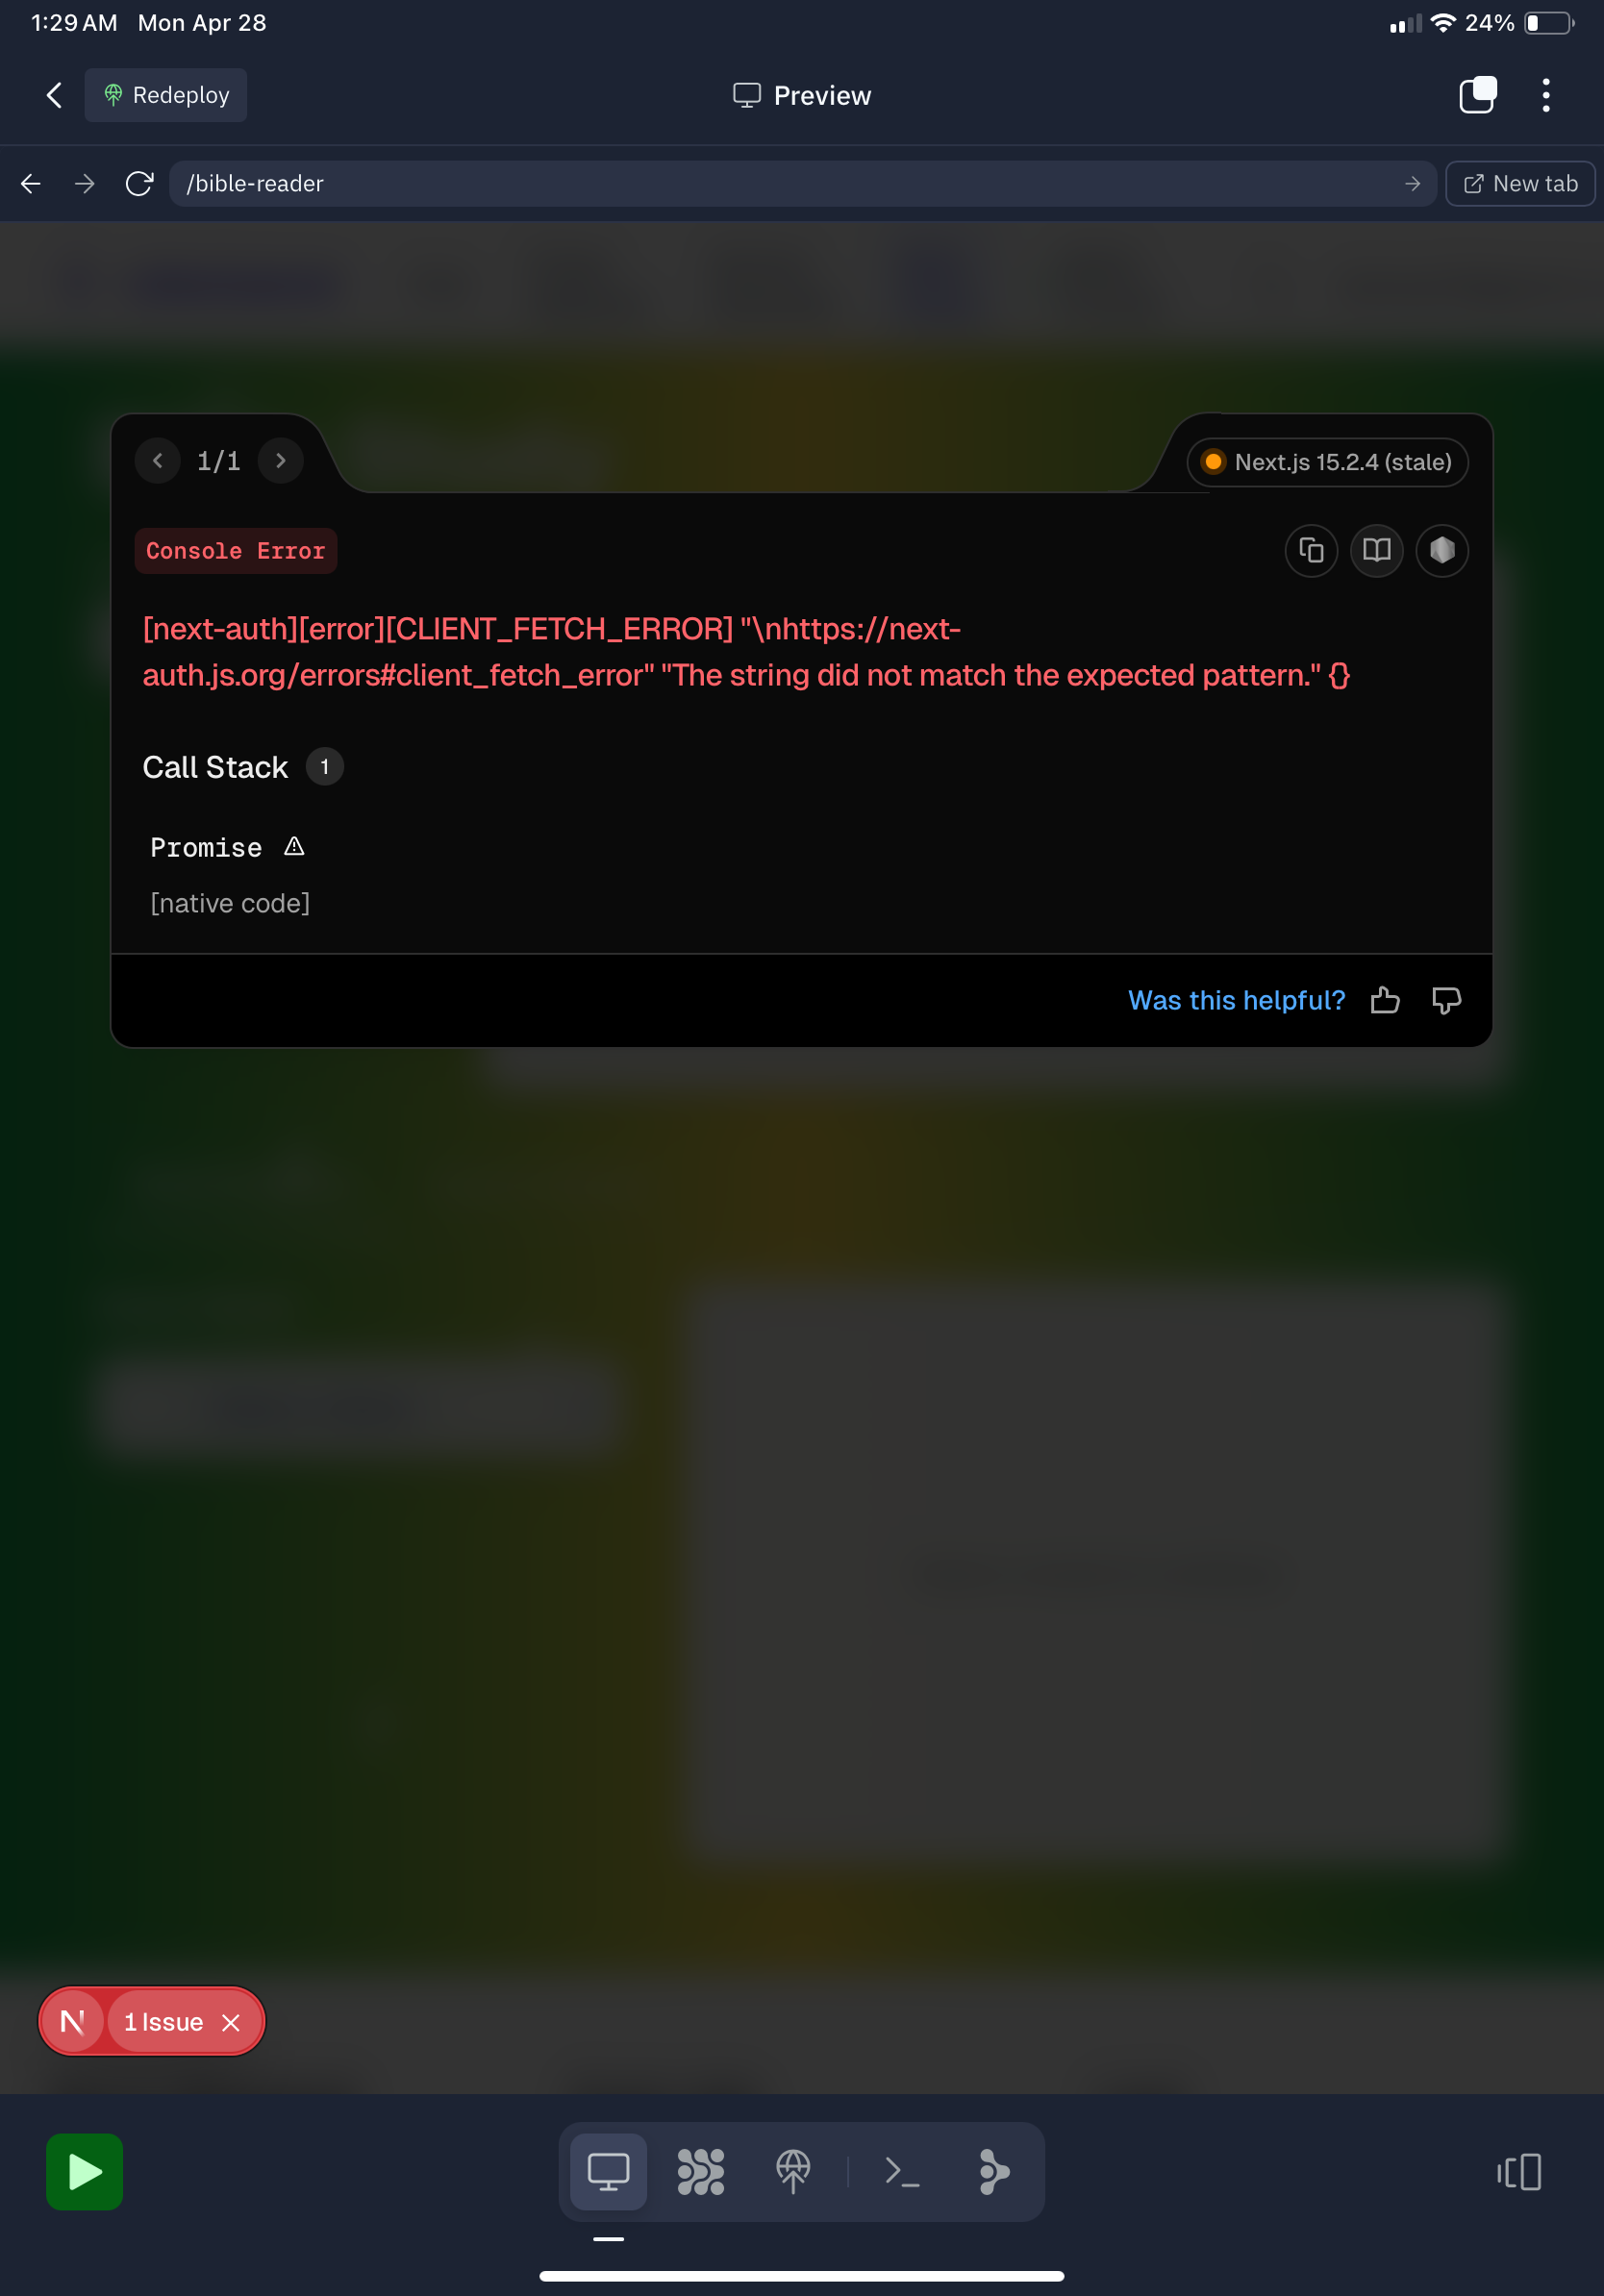 1:29 AM Mon Apr 28
24%
Redeploy
Preview
/bible-reader
New tab
1/1
Next.js 15.2.4 (stale)
Console Error
[next-auth][error][CLIENT_FETCH_ERROR] "\nhttps://next-
auth.js.org/errors#client_fetch_error" "The string did not match the expected pattern." {}
Call Stack 1
Promise
[native code]
Was this helpful?
N 1 Issue